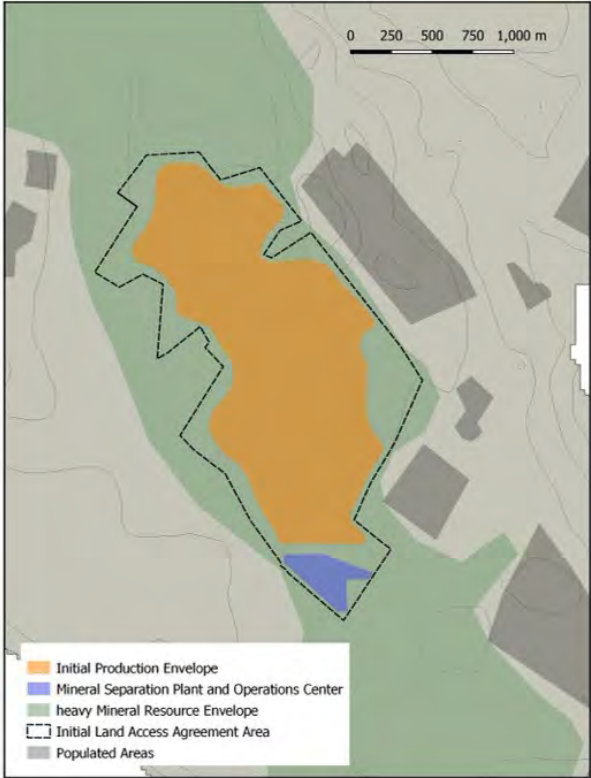 0 250 500 750 1,000 m
Initial Production Envelope
Mineral Separation Plant and Operations Center
heavy Mineral Resource Envelope
Initial Land Access Agreement Area
Populated Areas